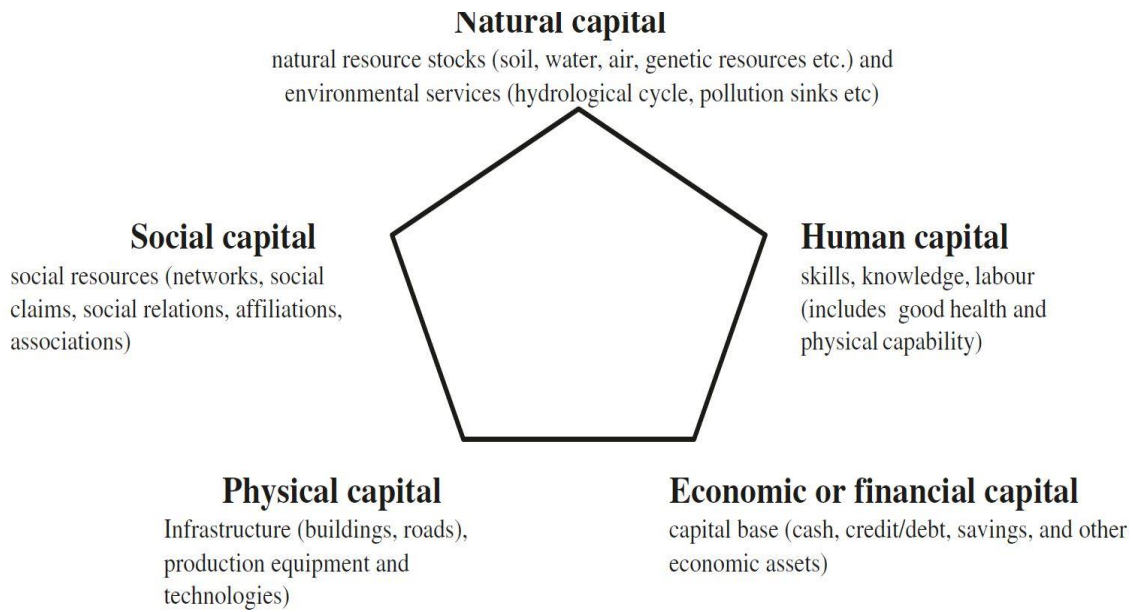 Natural capital
natural resource stocks (soil, water, air, genetic resources etc.) and
environmental services (hydrological cycle, pollution sinks etc)
Social capital
social resources (networks, social
claims, social relations, affiliations,
associations)
Human capital
skills, knowledge, labour
(includes good health and
physical capability)
Physical capital
Infrastructure (buildings, roads),
production equipment and
technologies)
Economic or financial capital
capital base (cash, credit/debt, savings, and other
economic assets)